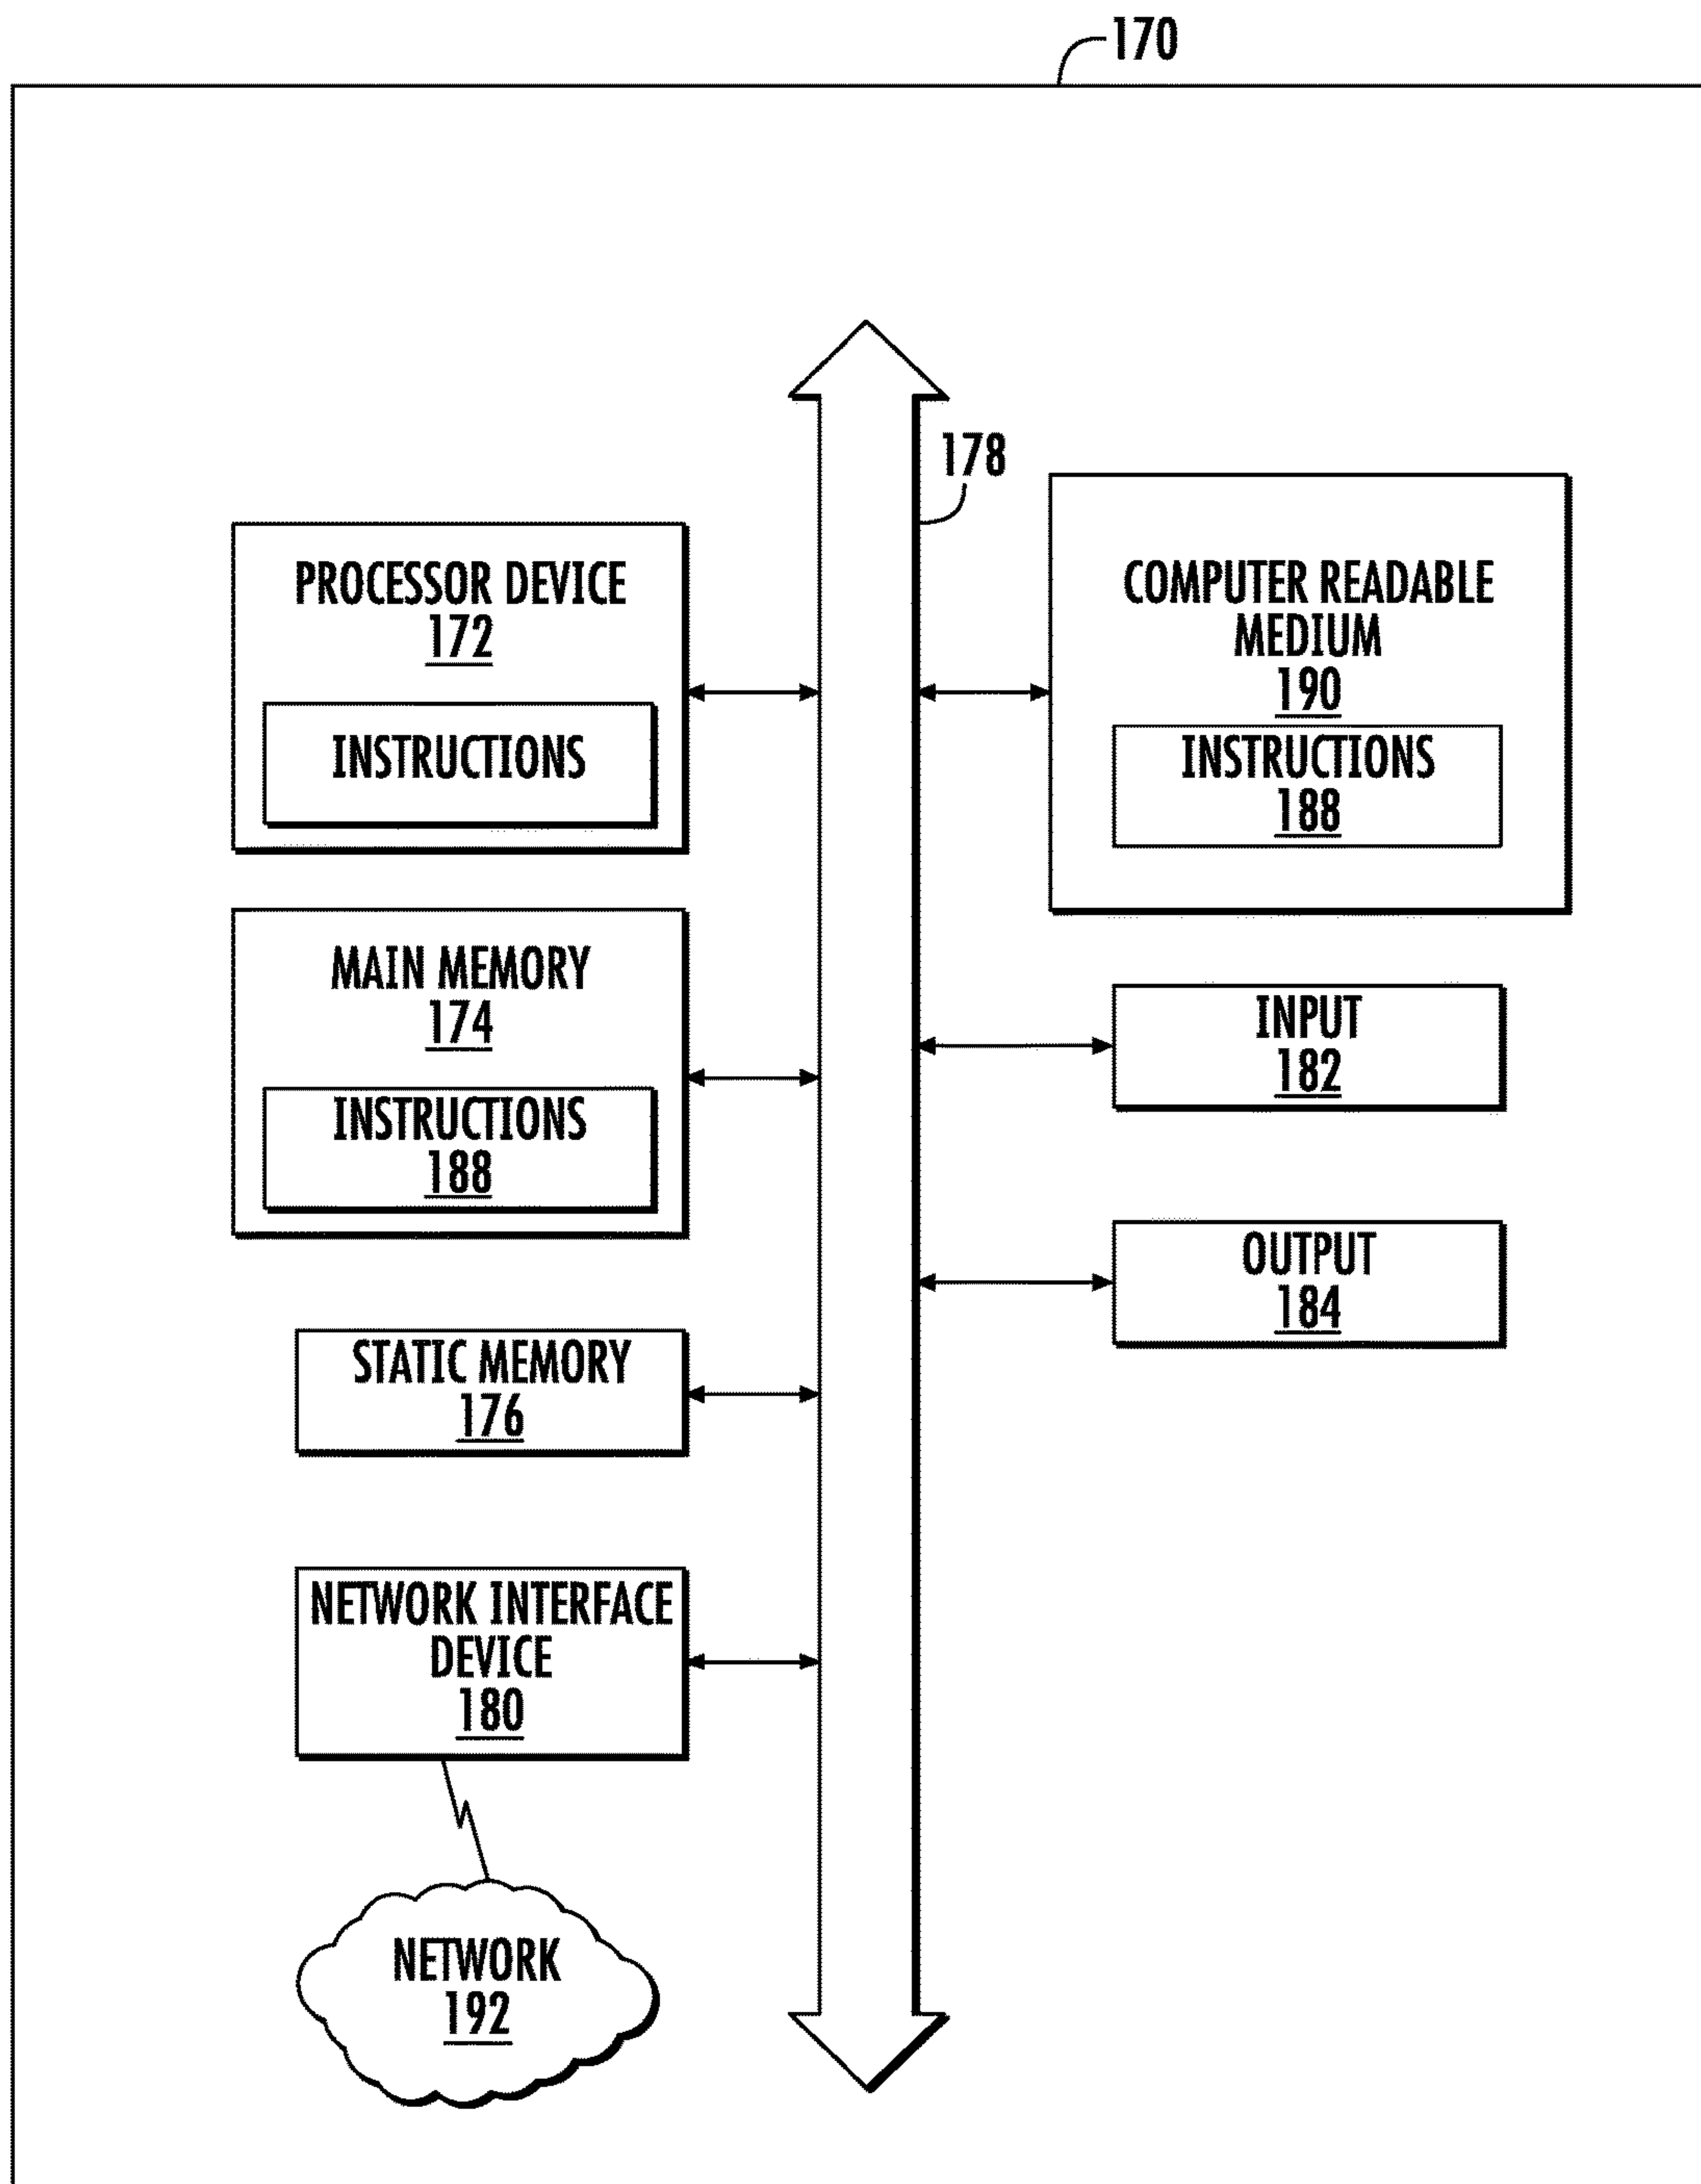 170
178
PROCESSOR DEVICE
172
INSTRUCTIONS
MAIN MEMORY
174
INSTRUCTIONS
188
STATIC MEMORY
176
NETWORK INTERFACE
DEVICE
180
NETWORK
192
COMPUTER READABLE
MEDIUM
190
INSTRUCTIONS
188
INPUT
182
OUTPUT
184